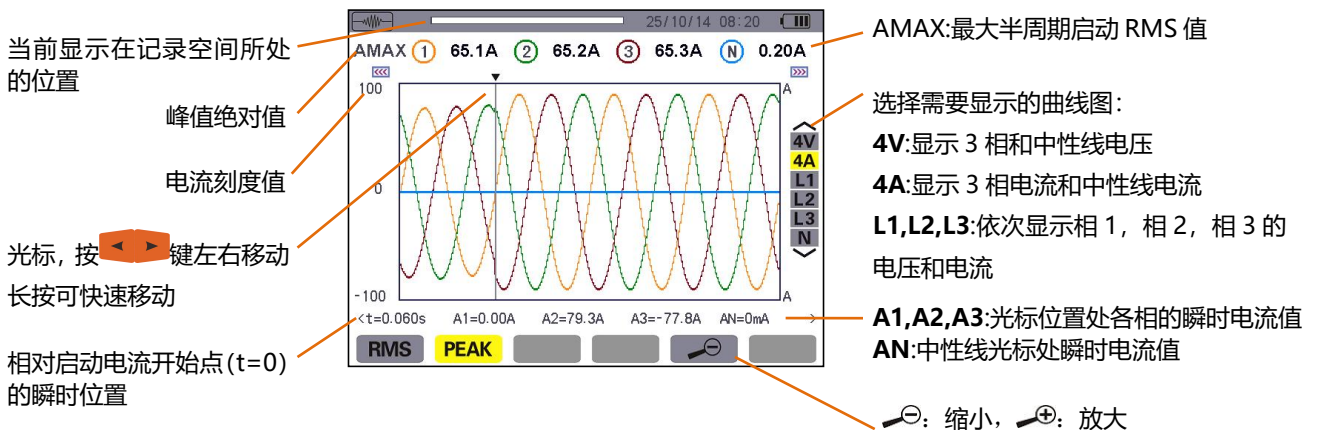 当前显示在记录空间所处
的位置
峰值绝对值
电流刻度值
光标，按 键左右移动
长按可快速移动
相对启动电流开始点(t=0)
的瞬时位置
25/10/14 08:20
AMAX 1 65.1A 2 65.2A 3 65.3A N 0.20A
100 A
0
-100 A
4V
4A
L1
L2
L3
N
<t=0.060s A1=0.00A A2=79.3A A3=-77.8A AN=0mA >
RMS PEAK
AMAX:最大半周期启动 RMS 值
选择需要显示的曲线图：
4V:显示 3 相和中性线电压
4A:显示 3 相电流和中性线电流
L1,L2,L3:依次显示相 1，相 2，相 3 的
电压和电流
A1,A2,A3:光标位置处各相的瞬时电流值
AN:中性线光标处瞬时电流值
：缩小，：放大